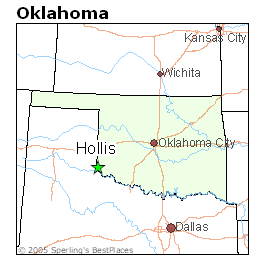 Oklahoma
Kansas City
Wichita
Hollis
Oklahoma City
Dallas
© 2005 Sperling's BestPlaces